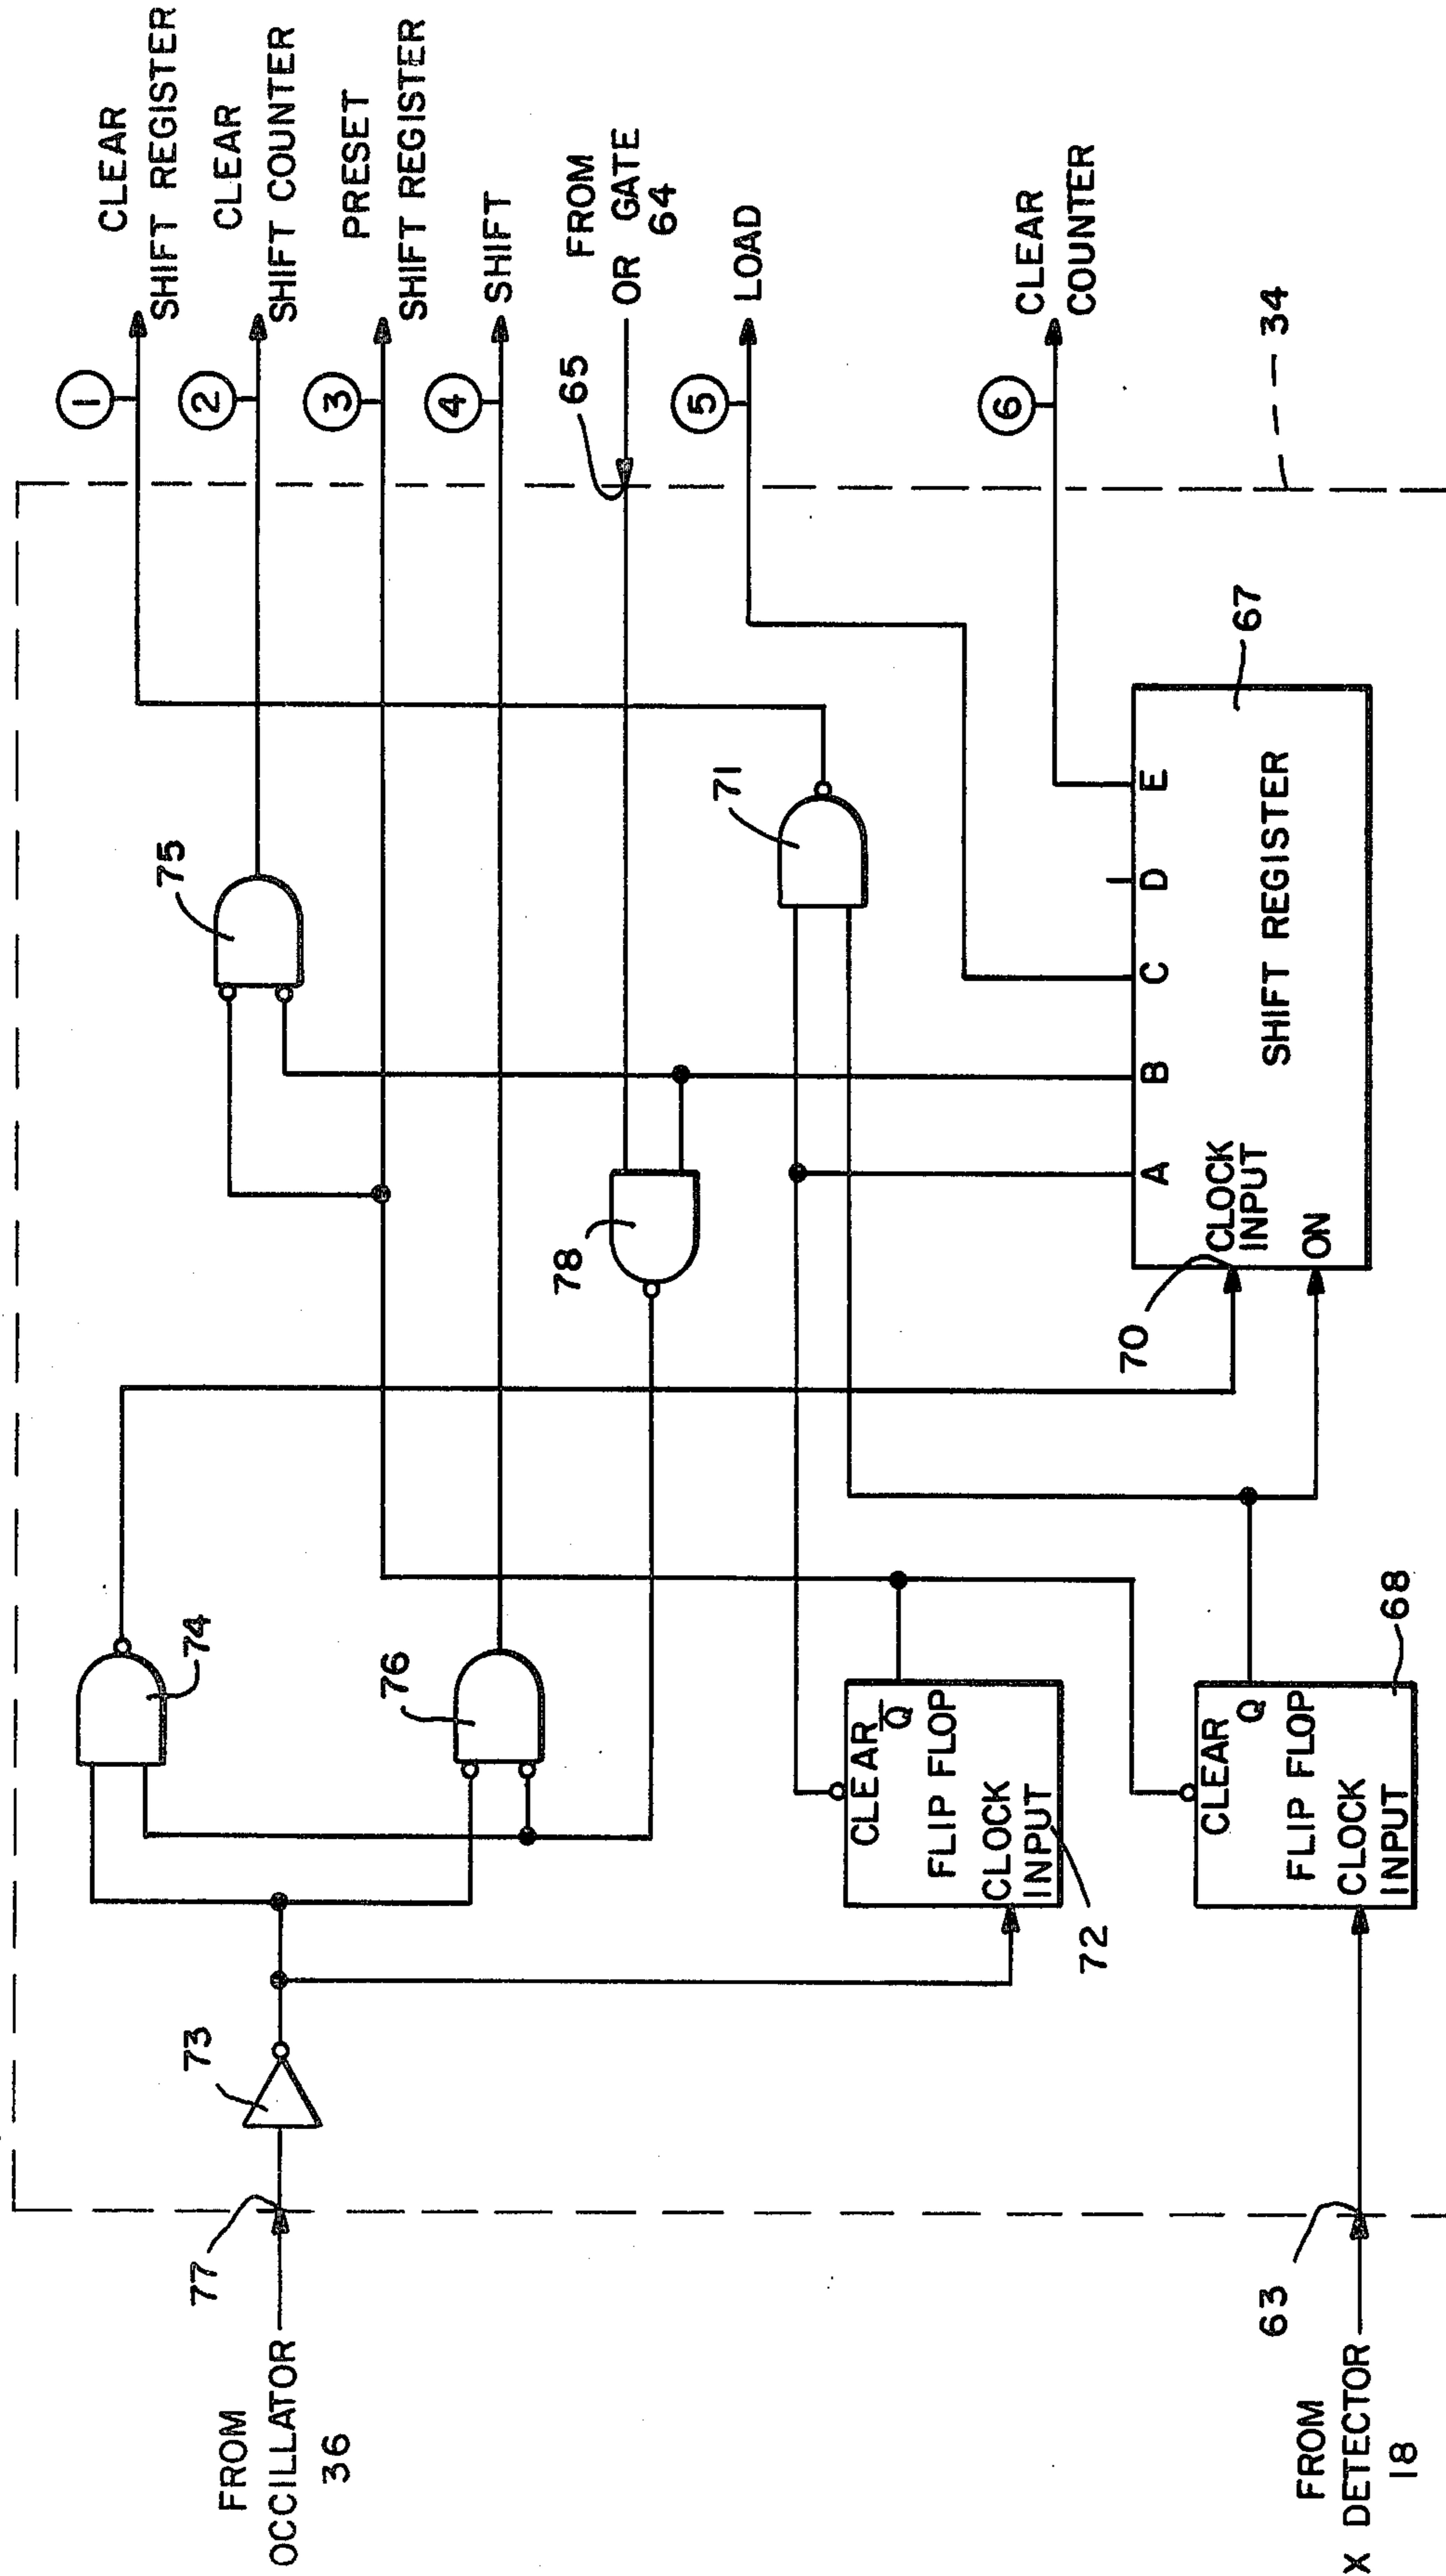 FROM
OCCILLATOR
36
77
73
74
76
75
78
71
72
CLEAR
Q
FLIP FLOP
CLOCK
INPUT
CLEAR
Q
FLIP FLOP
CLOCK
INPUT
68
FROM
X DETECTOR
18
63
70
CLOCK
INPUT
ON
A
B
C
D
E
SHIFT REGISTER
67
65
34
1
CLEAR
SHIFT REGISTER
2
CLEAR
SHIFT COUNTER
3
PRESET
SHIFT REGISTER
4
SHIFT
FROM
OR GATE
64
5
LOAD
6
CLEAR
COUNTER